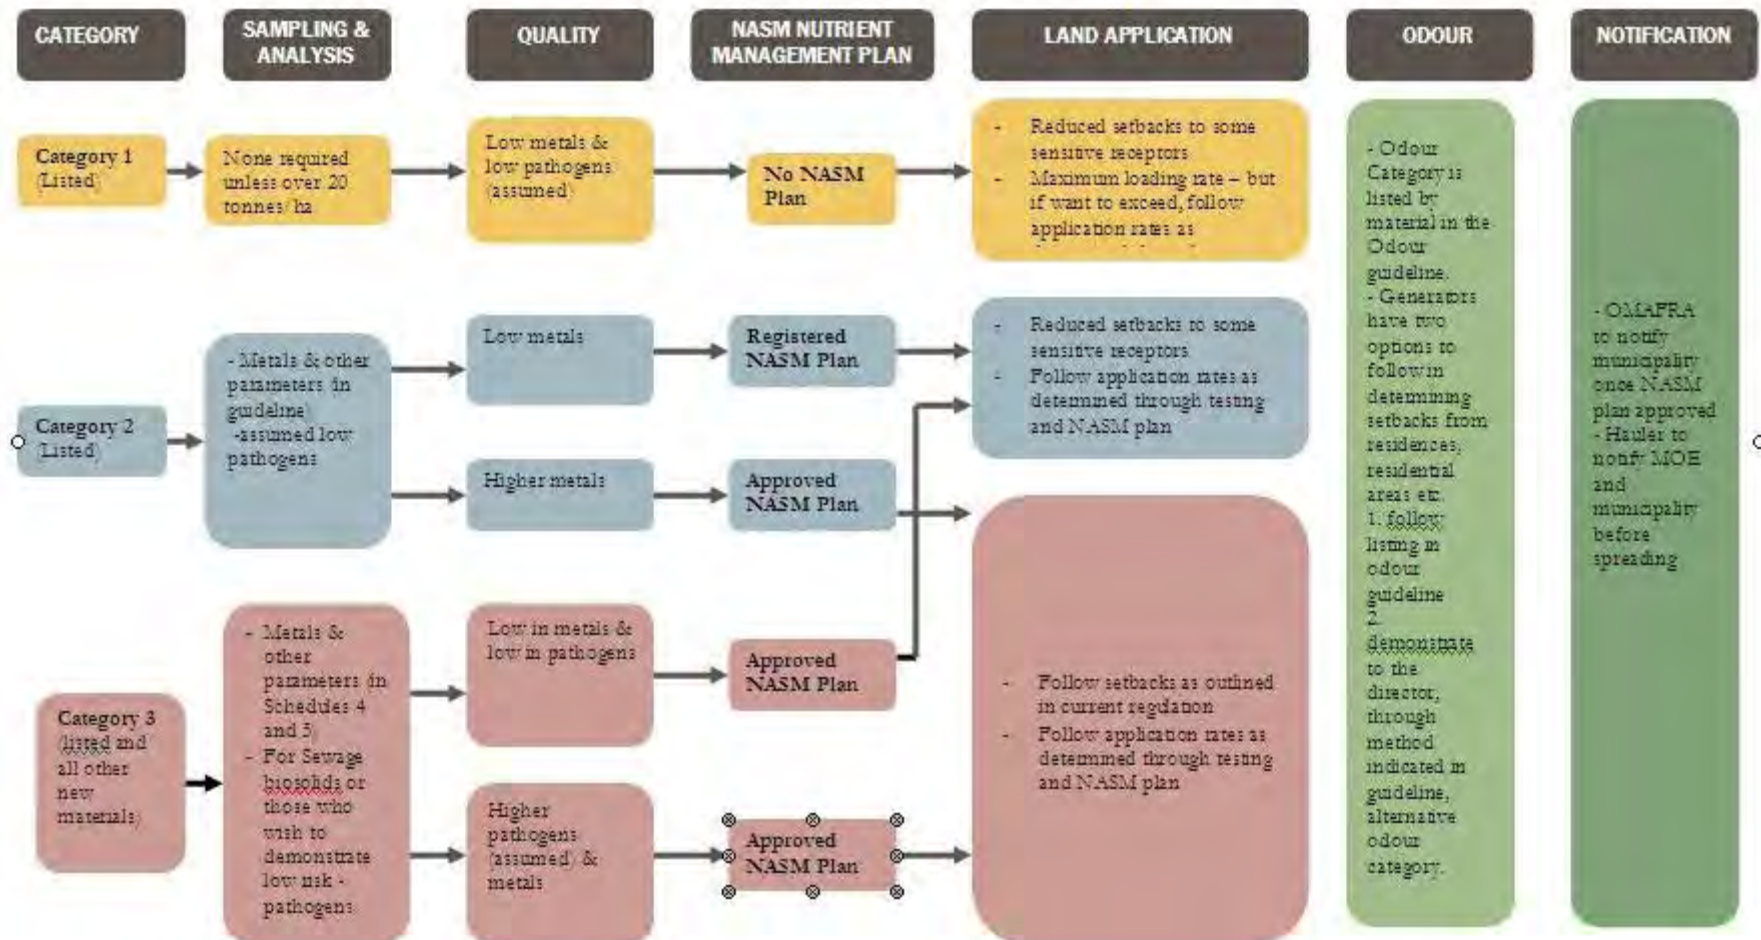 CATEGORY
SAMPLING &
ANALYSIS
QUALITY
NASM NUTRIENT
MANAGEMENT PLAN
LAND APPLICATION
ODOUR
NOTIFICATION
Category 1
(Listed)
None required
unless over 20
tonnes/ha
Low metals &
low pathogens
(assumed)
No NASM
Plan
- Reduced setbacks to some
sensitive receptors
- Maximum loading rate – but
if want to exceed, follow
application rates as
Category 2
(Listed)
- Metals & other
parameters (in
guideline)
-assumed low
pathogens
Low metals
Registered
NASM Plan
- Reduced setbacks to some
sensitive receptors
- Follow application rates as
determined through testing
and NASM plan
Higher metals
Approved
NASM Plan
Category 3
(listed and
all other
new
materials)
- Metals &
other
parameters (in
Schedules 4
and 5)
- For Sewage
biosolids or
those who
wish to
demonstrate
low risk -
pathogens
Low in metals &
low in pathogens
Approved
NASM Plan
Higher
pathogens
(assumed) &
metals
Approved
NASM Plan
- Follow setbacks as outlined
in current regulation
- Follow application rates as
determined through testing
and NASM plan
- Odour
Category is
listed by
material in the
Odour
guideline.
- Generators
have two
options to
follow in
determining
setbacks from
residences,
residential
areas etc.
1. follow
listing in
odour
guideline
2.
demonstrate
to the
director,
through
method
indicated in
guideline,
alternative
odour
category.
- OMAFRA
to notify
municipality
once NASM
plan approved
- Hauler to
notify MOE
and
municipality
before
spreading